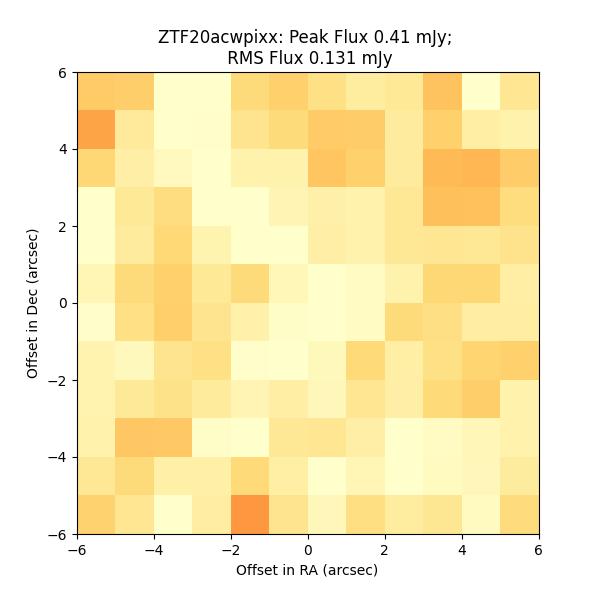 ZTF20acwpixx: Peak Flux 0.41 mJy;
RMS Flux 0.131 mJy
6
4
2
0
−2
−4
−6
Offset in Dec (arcsec)
−6 −4 −2 0 2 4 6
Offset in RA (arcsec)